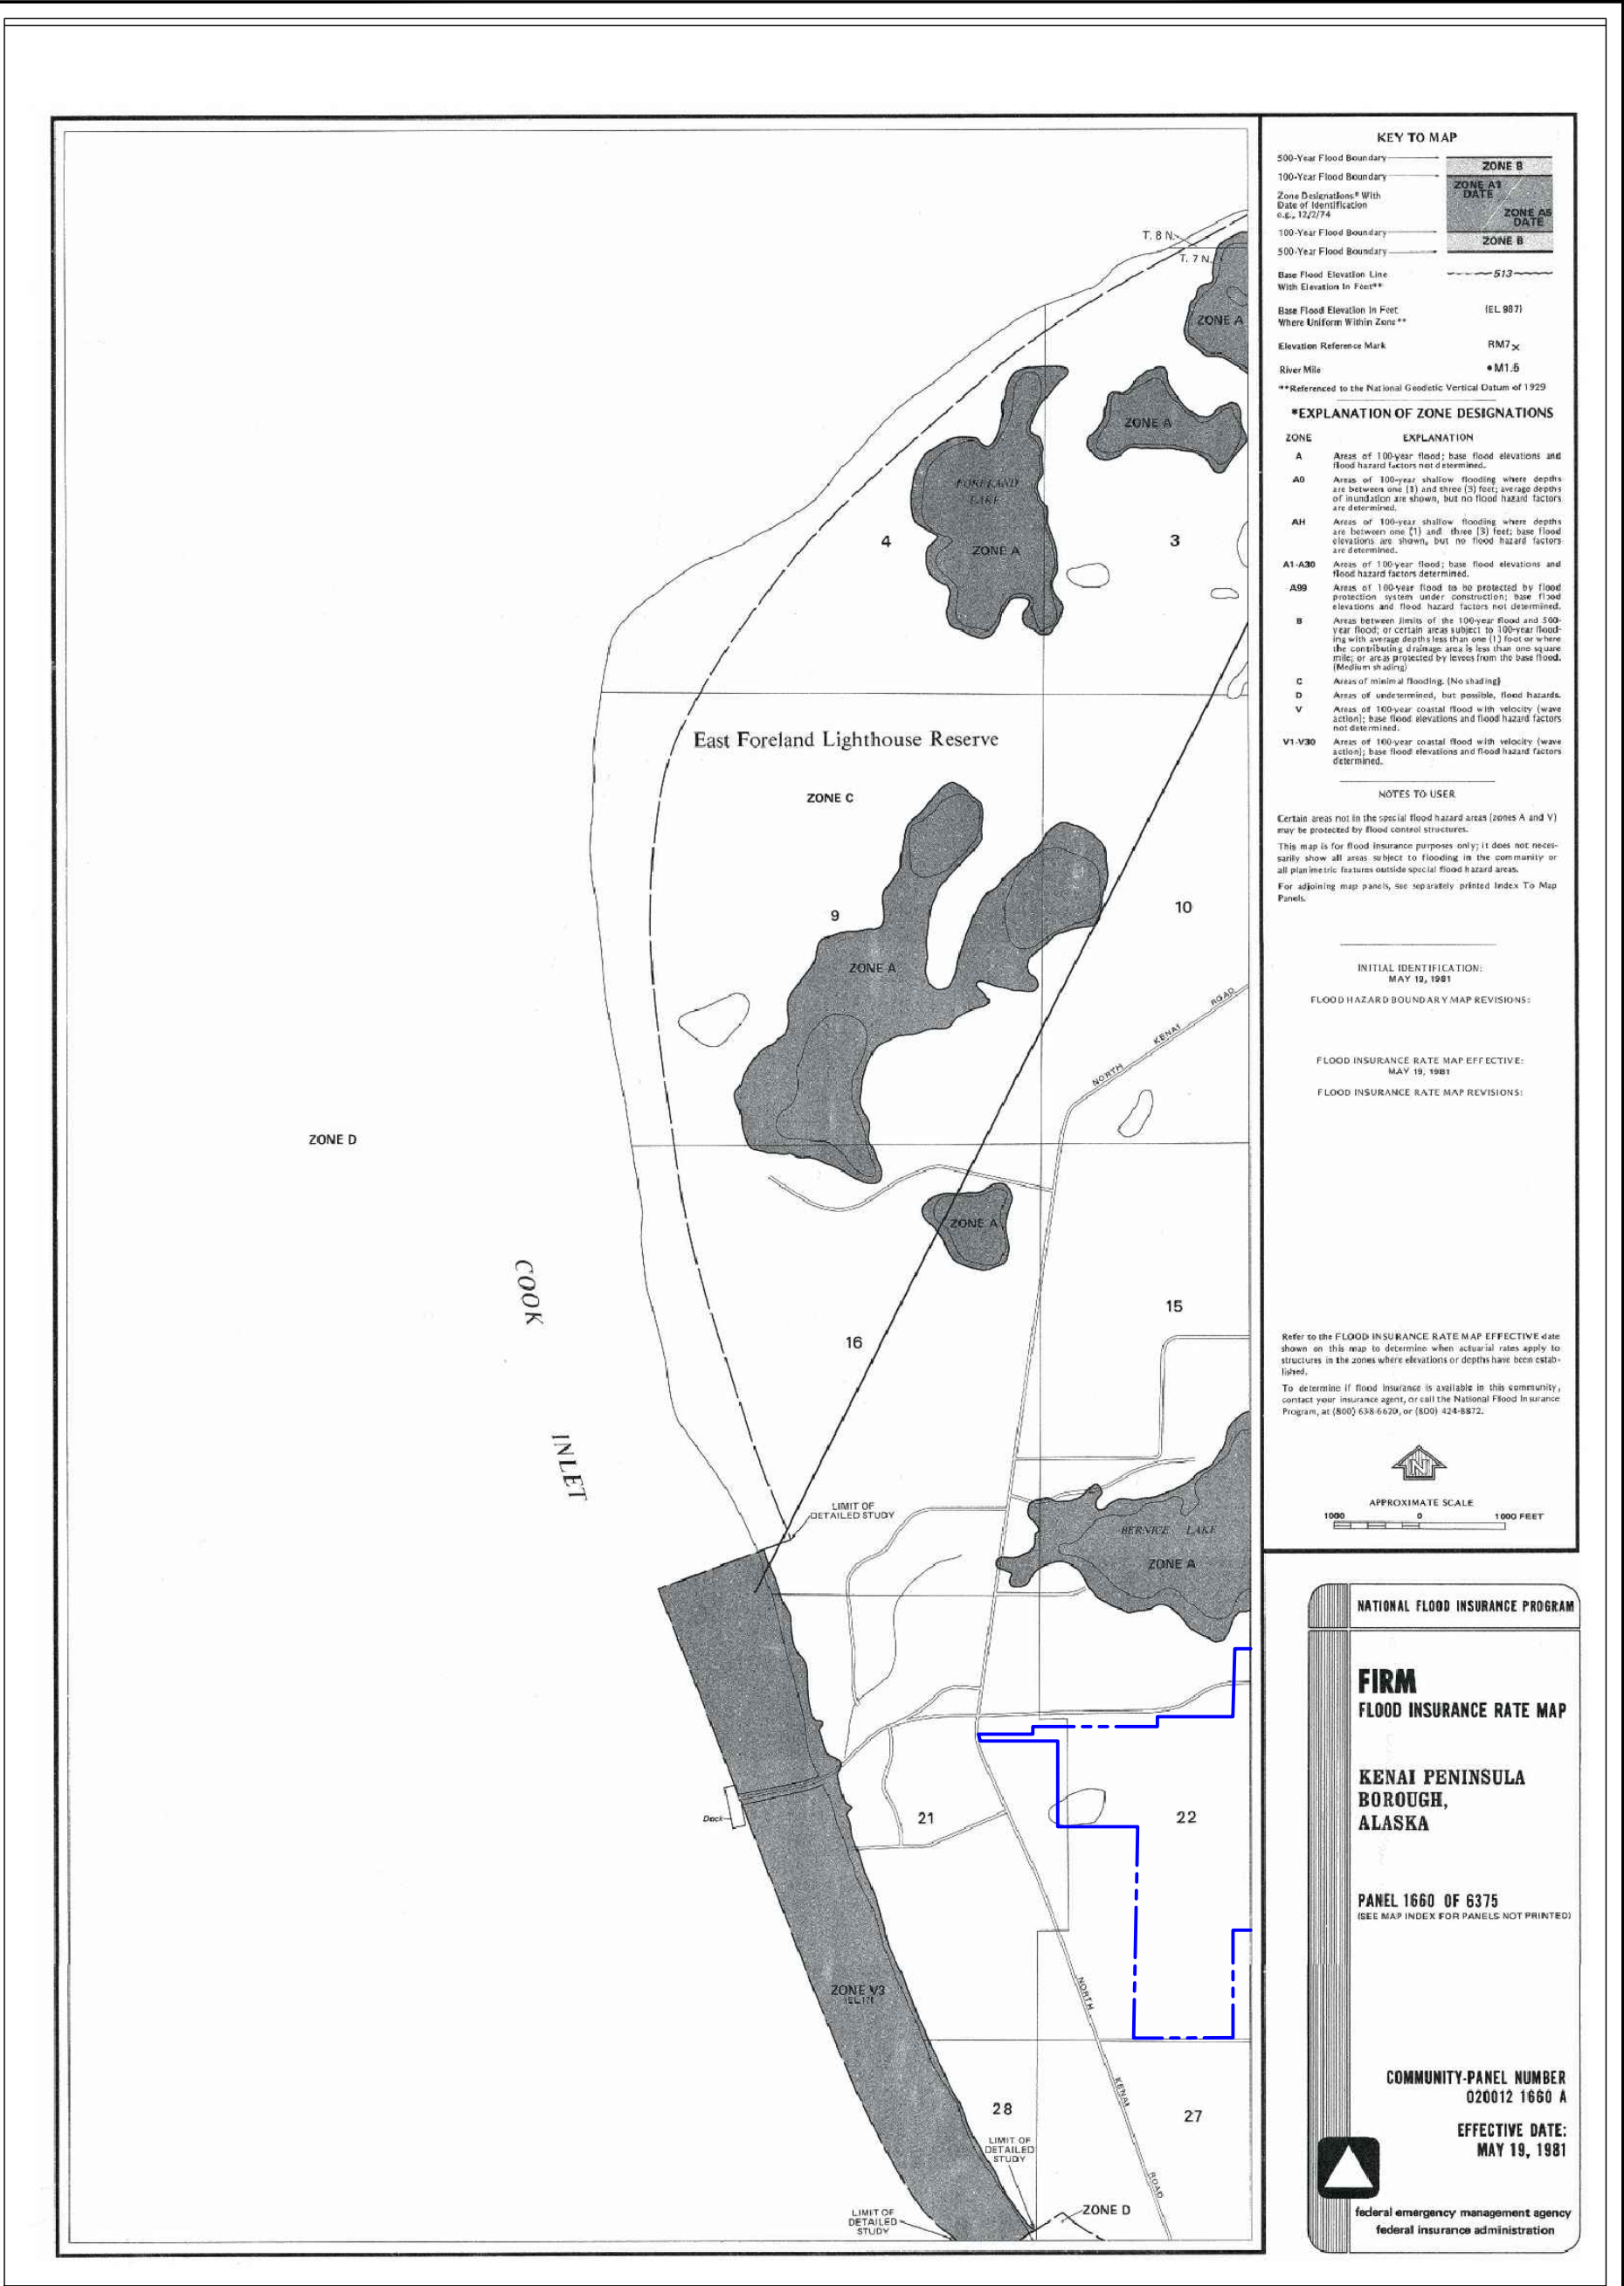 T. 8 N.
T. 7 N.
ZONE A
ZONE A
FORELAND
LAKE
ZONE A
4
3
East Foreland Lighthouse Reserve
ZONE C
9
10
ZONE A
NORTH KENAI ROAD
ZONE D
ZONE A
COOK
INLET
15
16
LIMIT OF
DETAILED STUDY
BERNICE LAKE
ZONE A
Dock
21
22
ZONE V3
NORTH KENAI ROAD
28
27
LIMIT OF
DETAILED
STUDY
LIMIT OF
DETAILED
STUDY
ZONE D
KEY TO MAP
500-Year Flood Boundary
ZONE B
100-Year Flood Boundary
ZONE A1
DATE
Zone Designations* With
Date of Identification
e.g., 12/2/74
ZONE A5
DATE
100-Year Flood Boundary
ZONE B
500-Year Flood Boundary
Base Flood Elevation Line
With Elevation In Feet**
513
Base Flood Elevation In Feet
Where Uniform Within Zone**
(EL 987)
Elevation Reference Mark
RM7×
River Mile
•M1.5
**Referenced to the National Geodetic Vertical Datum of 1929
*EXPLANATION OF ZONE DESIGNATIONS
ZONE EXPLANATION
A Areas of 100-year flood; base flood elevations and
flood hazard factors not determined.
A0 Areas of 100-year shallow flooding where depths
are between one (1) and three (3) feet; average depths
of inundation are shown, but no flood hazard factors
are determined.
AH Areas of 100-year shallow flooding where depths
are between one (1) and three (3) feet; base flood
elevations are shown, but no flood hazard factors
are determined.
A1-A30 Areas of 100-year flood; base flood elevations and
flood hazard factors determined.
A99 Areas of 100-year flood to be protected by flood
protection system under construction; base flood
elevations and flood hazard factors not determined.
B Areas between limits of the 100-year flood and 500-
year flood; or certain areas subject to 100-year flood-
ing with average depths less than one (1) foot or where
the contributing drainage area is less than one square
mile; or areas protected by levees from the base flood.
(Medium shading)
C Areas of minimal flooding. (No shading)
D Areas of undetermined, but possible, flood hazards.
V Areas of 100-year coastal flood with velocity (wave
action); base flood elevations and flood hazard factors
not determined.
V1-V30 Areas of 100-year coastal flood with velocity (wave
action); base flood elevations and flood hazard factors
determined.
NOTES TO USER
Certain areas not in the special flood hazard areas (zones A and V)
may be protected by flood control structures.
This map is for flood insurance purposes only; it does not neces-
sarily show all areas subject to flooding in the community or
all planimetric features outside special flood hazard areas.
For adjoining map panels, see separately printed Index To Map
Panels.
INITIAL IDENTIFICATION:
MAY 19, 1981
FLOOD HAZARD BOUNDARY MAP REVISIONS:
FLOOD INSURANCE RATE MAP EFFECTIVE:
MAY 19, 1981
FLOOD INSURANCE RATE MAP REVISIONS:
Refer to the FLOOD INSURANCE RATE MAP EFFECTIVE date
shown on this map to determine when actuarial rates apply to
structures in the zones where elevations or depths have been estab-
lished.
To determine if flood insurance is available in this community,
contact your insurance agent, or call the National Flood Insurance
Program, at (800) 638-6620, or (800) 424-8872.
N
APPROXIMATE SCALE
1000 0 1000 FEET
NATIONAL FLOOD INSURANCE PROGRAM
FIRM
FLOOD INSURANCE RATE MAP
KENAI PENINSULA
BOROUGH,
ALASKA
PANEL 1660 OF 6375
(SEE MAP INDEX FOR PANELS NOT PRINTED)
COMMUNITY-PANEL NUMBER
020012 1660 A
EFFECTIVE DATE:
MAY 19, 1981
federal emergency management agency
federal insurance administration